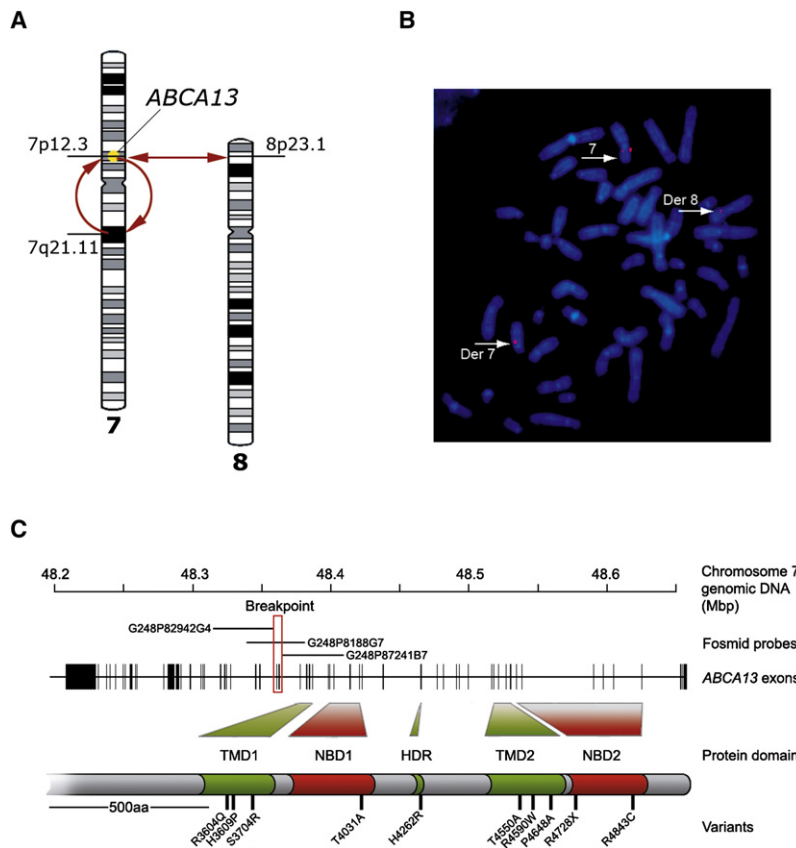 A
ABCA13
7p12.3
8p23.1
7q21.11
7
8
B
7
Der 8
Der 7
C
48.2 48.3 48.4 48.5 48.6
Chromosome 7
genomic DNA
(Mbp)
Breakpoint
G248P82942G4
G248P8188G7
G248P87241B7
Fosmid probes
ABCA13 exons
TMD1 NBD1 HDR TMD2 NBD2
Protein domain
500aa
R3604Q H3609P S3704R T4031A H4262R T4550A R4590W P4648A R4728X R4843C
Variants